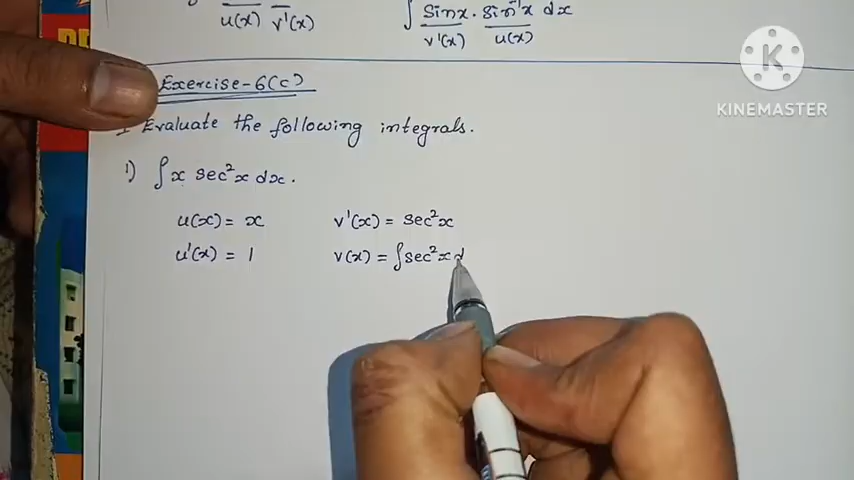 u(x) v'(x)
∫ sinx . sin⁻¹x dx
v'(x) u(x)
Exercise-6(c)
I Evaluate the following integrals.
1) ∫x sec²x dx.
u(x) = x v'(x) = sec²x
u'(x) = 1 v(x) = ∫sec²x d
KINEMASTER